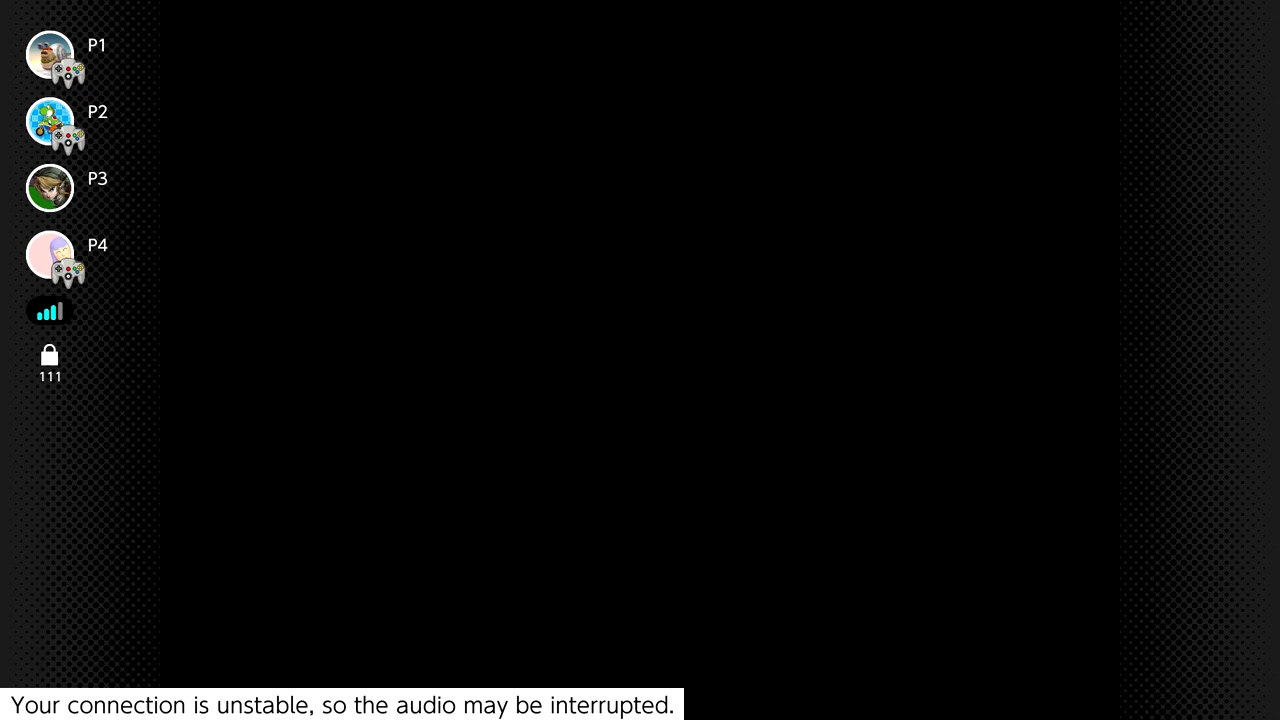 P1
P2
P3
P4
111
Your connection is unstable, so the audio may be interrupted.